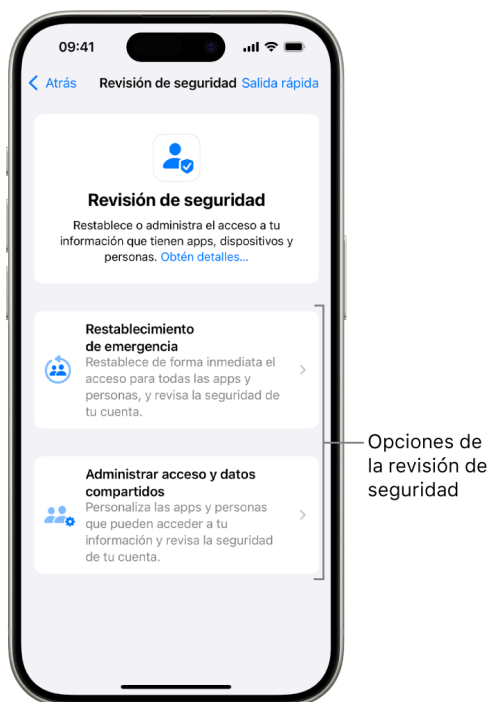 09:41
Atrás Revisión de seguridad Salida rápida
Revisión de seguridad
Restablece o administra el acceso a tu
información que tienen apps, dispositivos y
personas. Obtén detalles...
Restablecimiento
de emergencia
Restablece de forma inmediata el
acceso para todas las apps y
personas, y revisa la seguridad de
tu cuenta.
Administrar acceso y datos
compartidos
Personaliza las apps y personas
que pueden acceder a tu
información y revisa la seguridad
de tu cuenta.
Opciones de
la revisión de
seguridad